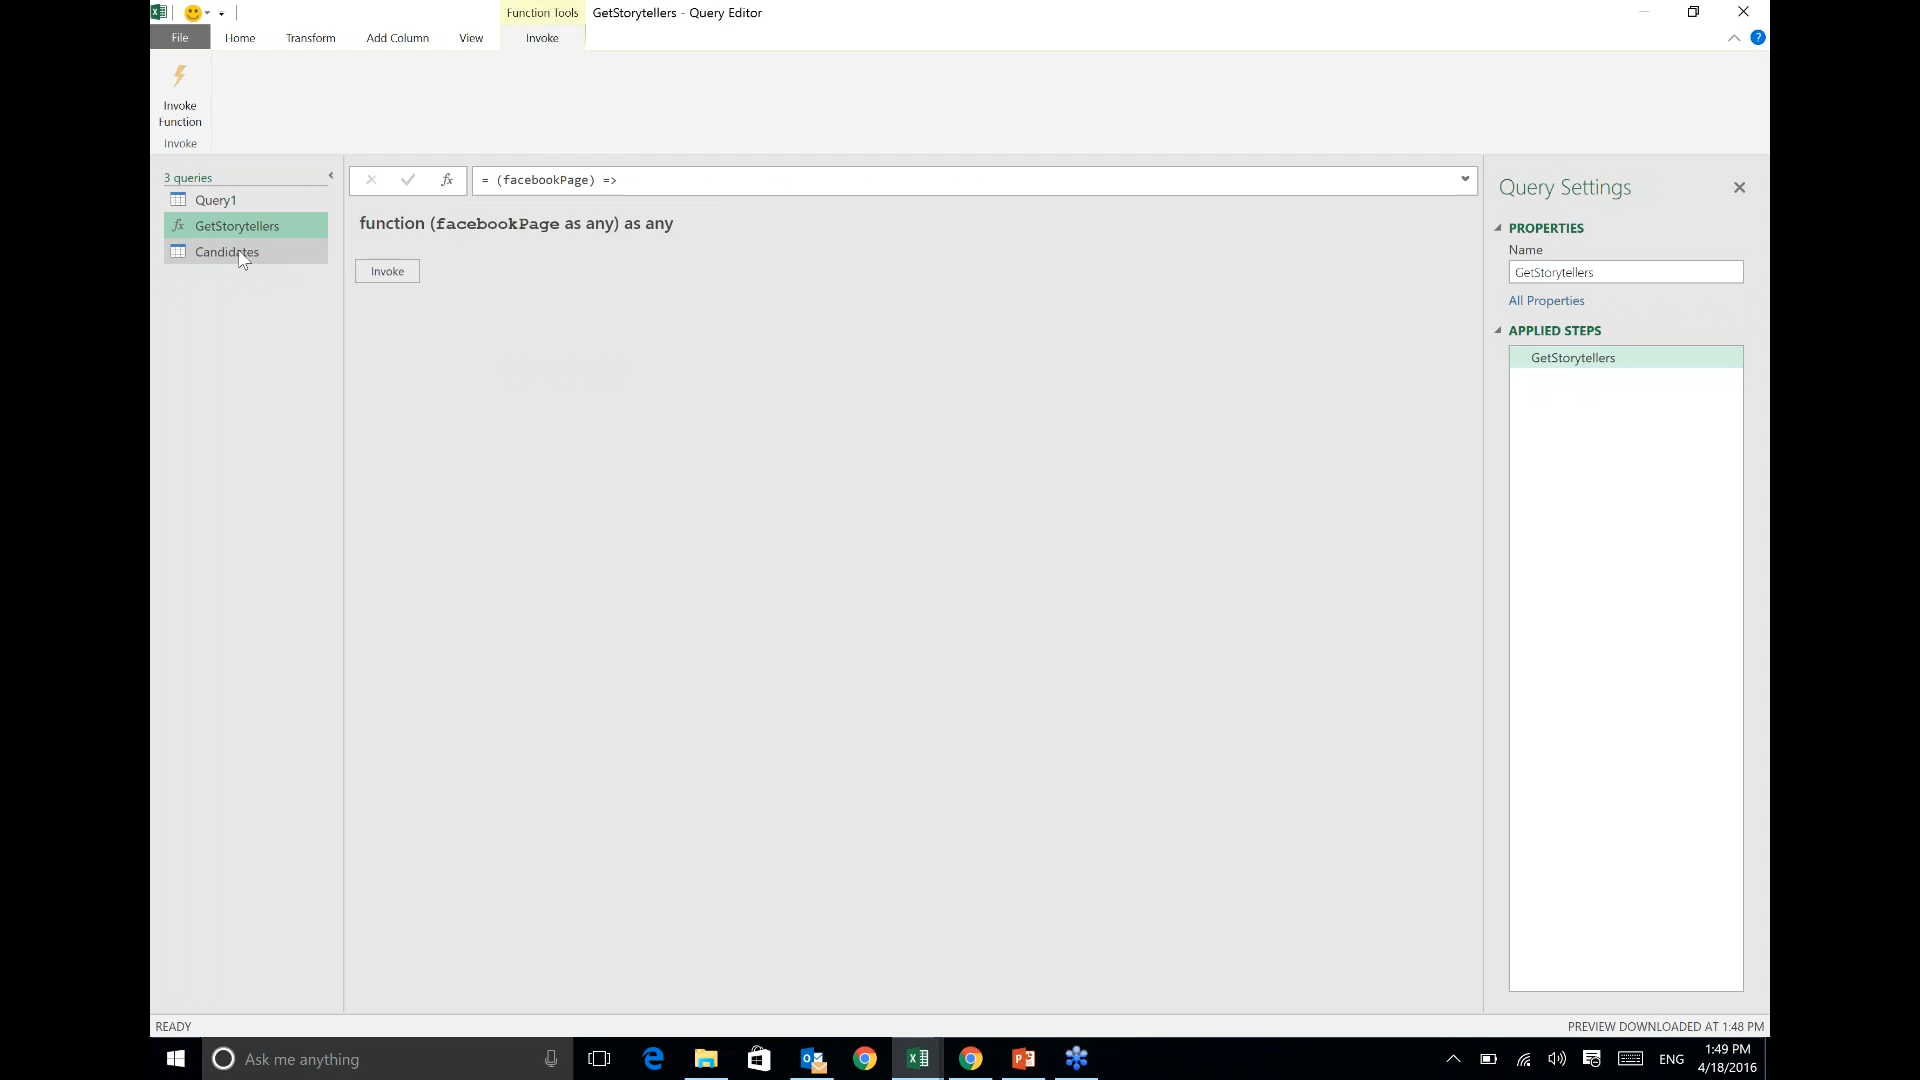 Function Tools
GetStorytellers - Query Editor
File
Home
Transform
Add Column
View
Invoke
?
Invoke
Function
Invoke
3 queries
Query1
fx GetStorytellers
Candidates
fx
= (facebookPage) =>
function (facebookPage as any) as any
Invoke
Query Settings
PROPERTIES
Name
GetStorytellers
All Properties
APPLIED STEPS
GetStorytellers
READY
PREVIEW DOWNLOADED AT 1:48 PM
Ask me anything
ENG
1:49 PM
4/18/2016